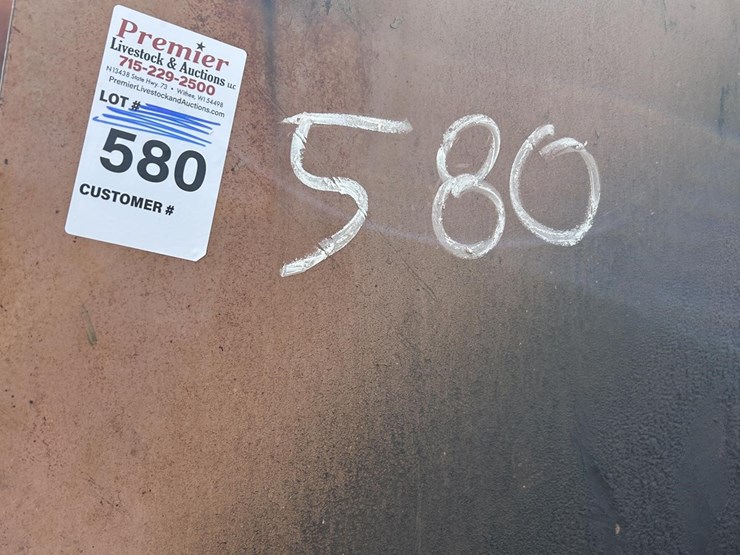 Premier
Livestock & Auctions LLC
715-229-2500
N13438 State Hwy. 73 • Withee, WI 54498
PremierLivestockandAuctions.com
LOT #
580
CUSTOMER #
580